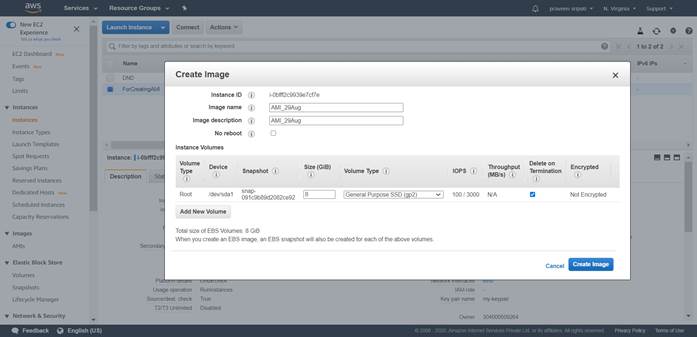 aws
Services
Resource Groups
praveen sripati
N. Virginia
Support
New EC2
Experience
Tell us what you think
EC2 Dashboard New
Events New
Tags
Limits
Instances
Instances
Instance Types
Launch Templates
Spot Requests
Savings Plans
Reserved Instances
Dedicated Hosts New
Scheduled Instances
Capacity Reservations
Images
AMIs
Elastic Block Store
Volumes
Snapshots
Lifecycle Manager
Network & Security
Launch Instance
Connect
Actions
Filter by tags and attributes or search by keyword
1 to 2 of 2
Name
IPv6 IPs
DND
ForCreatingAMI
Instance:
Description
Create Image
Instance ID
i-0bfff2c9939e7cf7e
Image name
AMI_29Aug
Image description
AMI_29Aug
No reboot
Instance Volumes
Volume Type
Device
Snapshot
Size (GiB)
Volume Type
IOPS
Throughput (MB/s)
Delete on Termination
Encrypted
Root
/dev/sda1
snap-091c9b89d2082ce92
8
General Purpose SSD (gp2)
100 / 3000
N/A
Not Encrypted
Add New Volume
Total size of EBS Volumes: 8 GiB
When you create an EBS image, an EBS snapshot will also be created for each of the above volumes.
Cancel
Create Image
Usage operation RunInstances
Source/dest. check True
T2/T3 Unlimited Disabled
IAM role -
Key pair name my-keypair
Owner
Feedback
English (US)
© 2008 - 2020, Amazon Internet Services Private Ltd. or its affiliates. All rights reserved.
Privacy Policy
Terms of Use